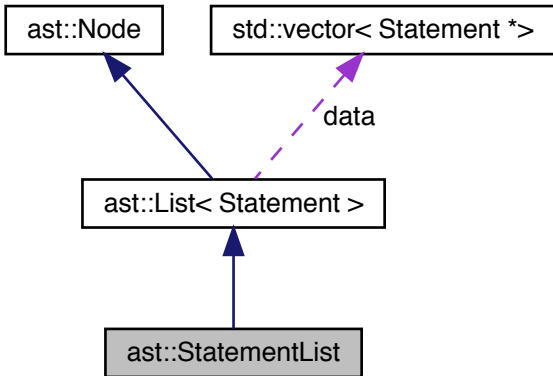 ast::Node
std::vector< Statement *>
data
ast::List< Statement >
ast::StatementList